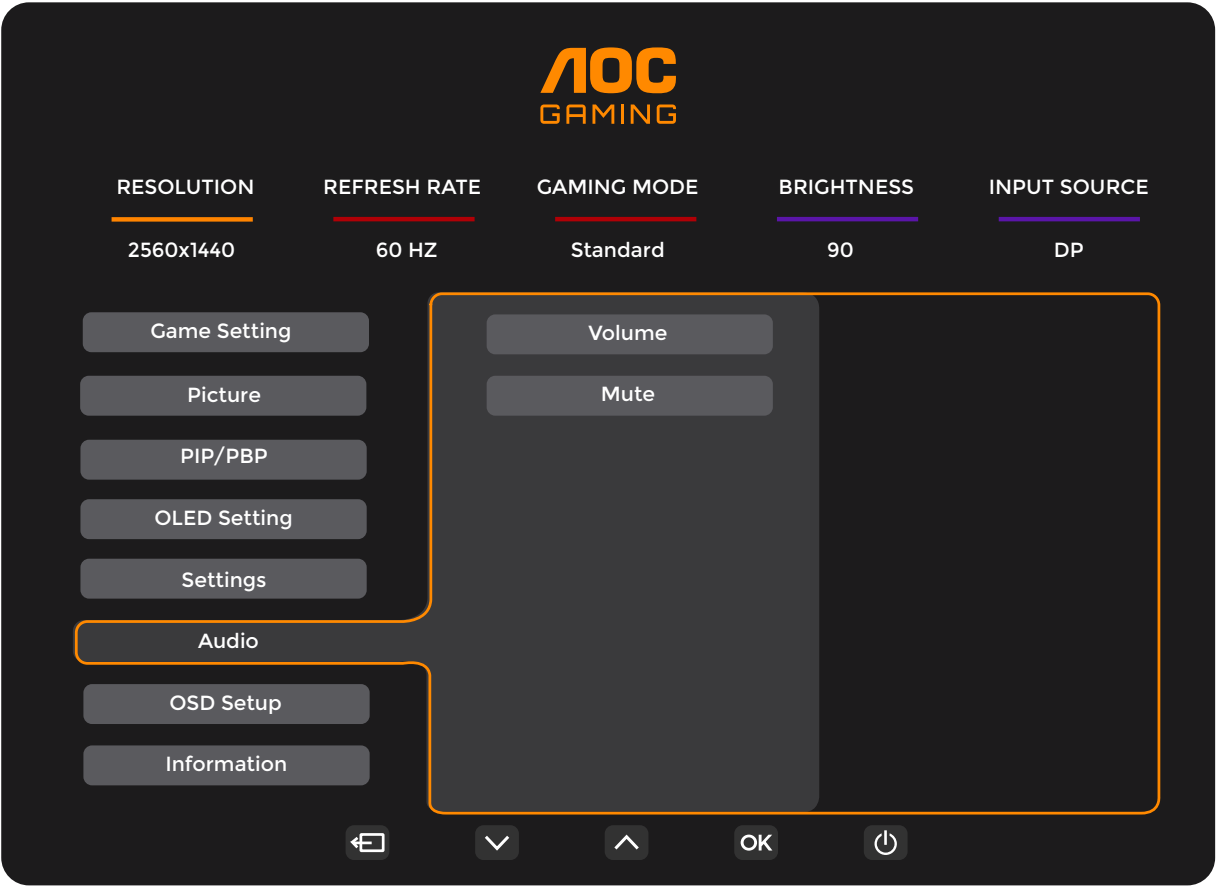 AOC
GAMING
RESOLUTION REFRESH RATE GAMING MODE BRIGHTNESS INPUT SOURCE
2560x1440 60 HZ Standard 90 DP
Game Setting Volume
Picture Mute
PIP/PBP
OLED Setting
Settings
Audio
OSD Setup
Information
OK